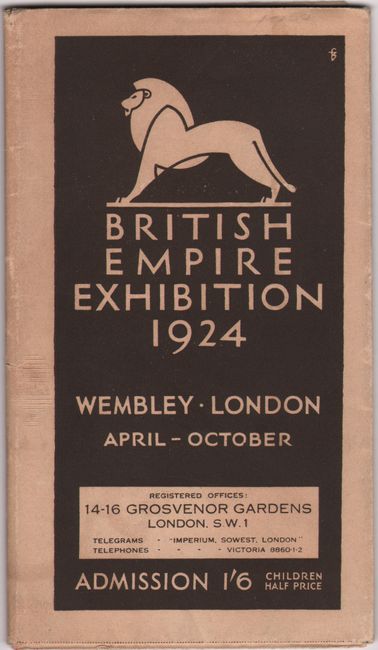 BRITISH
EMPIRE
EXHIBITION
1924
WEMBLEY · LONDON
APRIL – OCTOBER
REGISTERED OFFICES:
14-16 GROSVENOR GARDENS
LONDON, S.W.1
TELEGRAMS - "IMPERIUM, SOWEST, LONDON"
TELEPHONES - - - - VICTORIA 9860-1-2
ADMISSION 1'6 CHILDREN
HALF PRICE